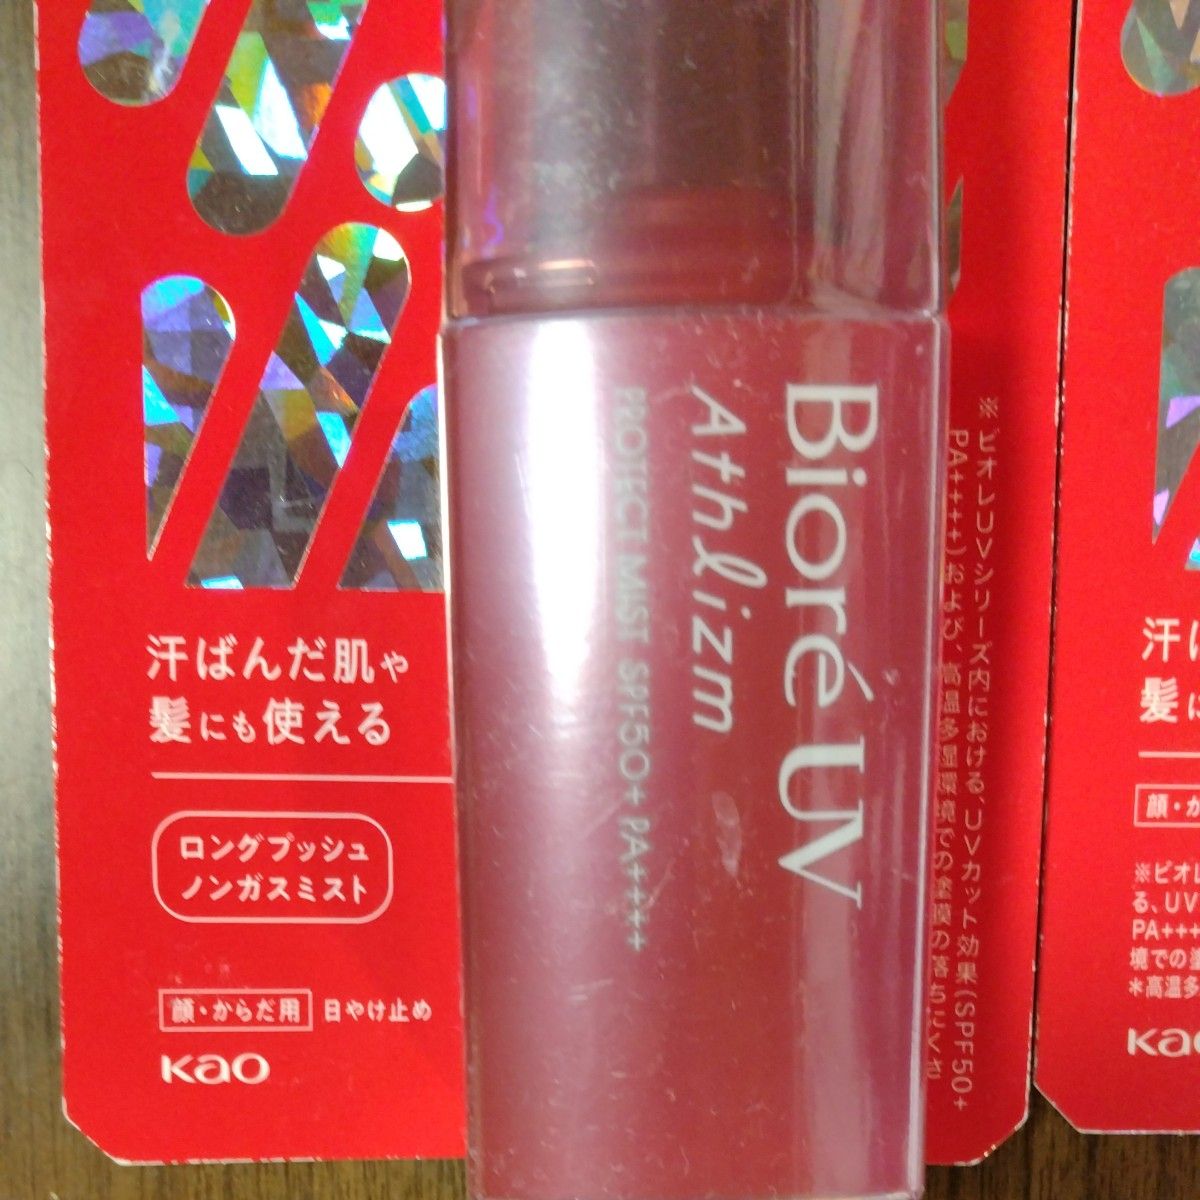 汗ばんだ肌や
髪にも使える
ロングプッシュ
ノンガスミスト
顔・からだ用 日やけ止め
Kao
Bioré UV
Athlizm
PROTECT MIST SPF50+ PA++++
※ビオレUVシリーズ内における、UVカット効果(SPF50+
PA++++)および、高温多湿環境での塗膜の落ちにくさ
汗
髪に
顔・か
※ビオレ
る、UV
PA+++
境での塗
*高温多
Kao